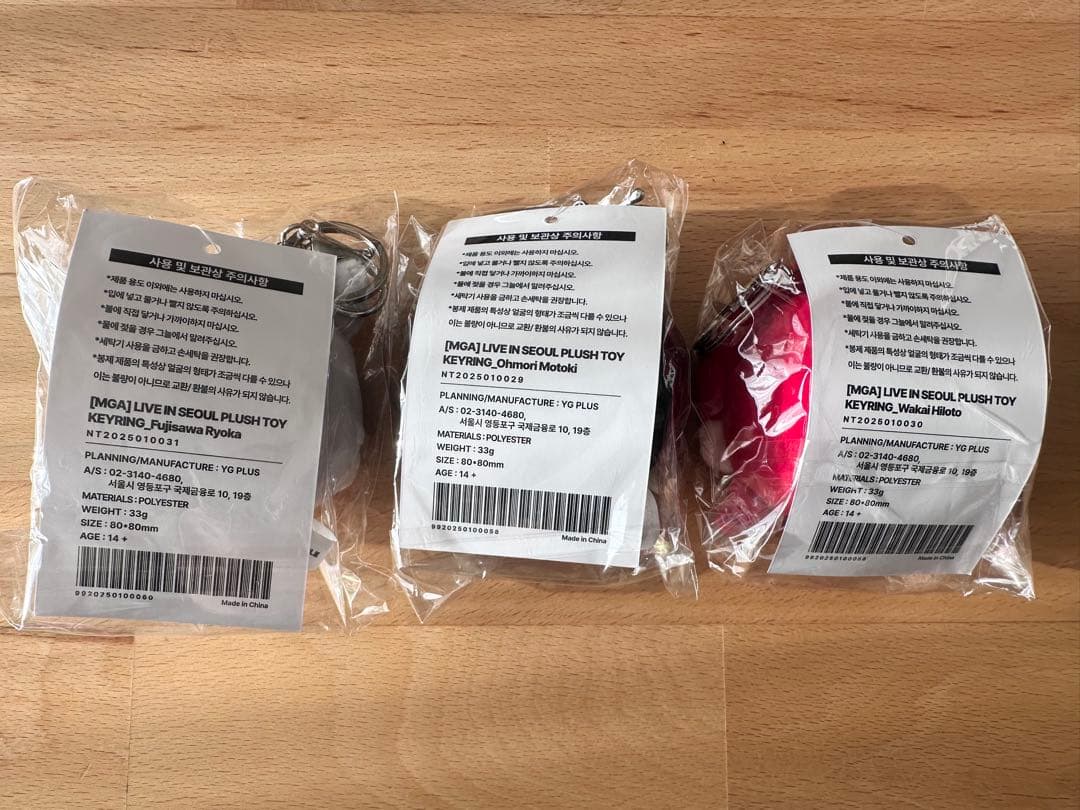 사용 및 보관상 주의사항
*제품 용도 이외에는 사용하지 마십시오.
*입에 넣고 물거나 빨지 않도록 주의하십시오.
*불에 직접 닿거나 가까이하지 마십시오.
*물에 젖을 경우 그늘에서 말려주십시오.
*세탁기 사용을 금하고 손세탁을 권장합니다.
*봉제 제품의 특성상 얼굴의 형태가 조금씩 다를 수 있으나
이는 불량이 아니므로 교환/ 환불의 사유가 되지 않습니다.
[MGA] LIVE IN SEOUL PLUSH TOY
KEYRING_Fujisawa Ryoka
NT2025010031
PLANNING/MANUFACTURE : YG PLUS
A/S : 02-3140-4680,
서울시 영등포구 국제금융로 10, 19층
MATERIALS : POLYESTER
WEIGHT : 33g
SIZE : 80*80mm
AGE : 14 +
9920250100060
Made in China
사용 및 보관상 주의사항
*제품 용도 이외에는 사용하지 마십시오.
*입에 넣고 물거나 빨지 않도록 주의하십시오.
*불에 직접 닿거나 가까이하지 마십시오.
*물에 젖을 경우 그늘에서 말려주십시오.
*세탁기 사용을 금하고 손세탁을 권장합니다.
*봉제 제품의 특성상 얼굴의 형태가 조금씩 다를 수 있으나
이는 불량이 아니므로 교환/ 환불의 사유가 되지 않습니다.
[MGA] LIVE IN SEOUL PLUSH TOY
KEYRING_Ohmori Motoki
NT2025010029
PLANNING/MANUFACTURE : YG PLUS
A/S : 02-3140-4680,
서울시 영등포구 국제금융로 10, 19층
MATERIALS : POLYESTER
WEIGHT : 33g
SIZE : 80*80mm
AGE : 14 +
9920250100058
Made in China
사용 및 보관상 주의사항
*제품 용도 이외에는 사용하지 마십시오.
*입에 넣고 물거나 빨지 않도록 주의하십시오.
*불에 직접 닿거나 가까이하지 마십시오.
*물에 젖을 경우 그늘에서 말려주십시오.
*세탁기 사용을 금하고 손세탁을 권장합니다.
*봉제 제품의 특성상 얼굴의 형태가 조금씩 다를 수 있으나
이는 불량이 아니므로 교환/ 환불의 사유가 되지 않습니다.
[MGA] LIVE IN SEOUL PLUSH TOY
KEYRING_Wakai Hiloto
NT2025010030
PLANNING/MANUFACTURE : YG PLUS
A/S : 02-3140-4680,
서울시 영등포구 국제금융로 10, 19층
MATERIALS : POLYESTER
WEIGHT : 33g
SIZE : 80*80mm
AGE : 14 +
Made in China